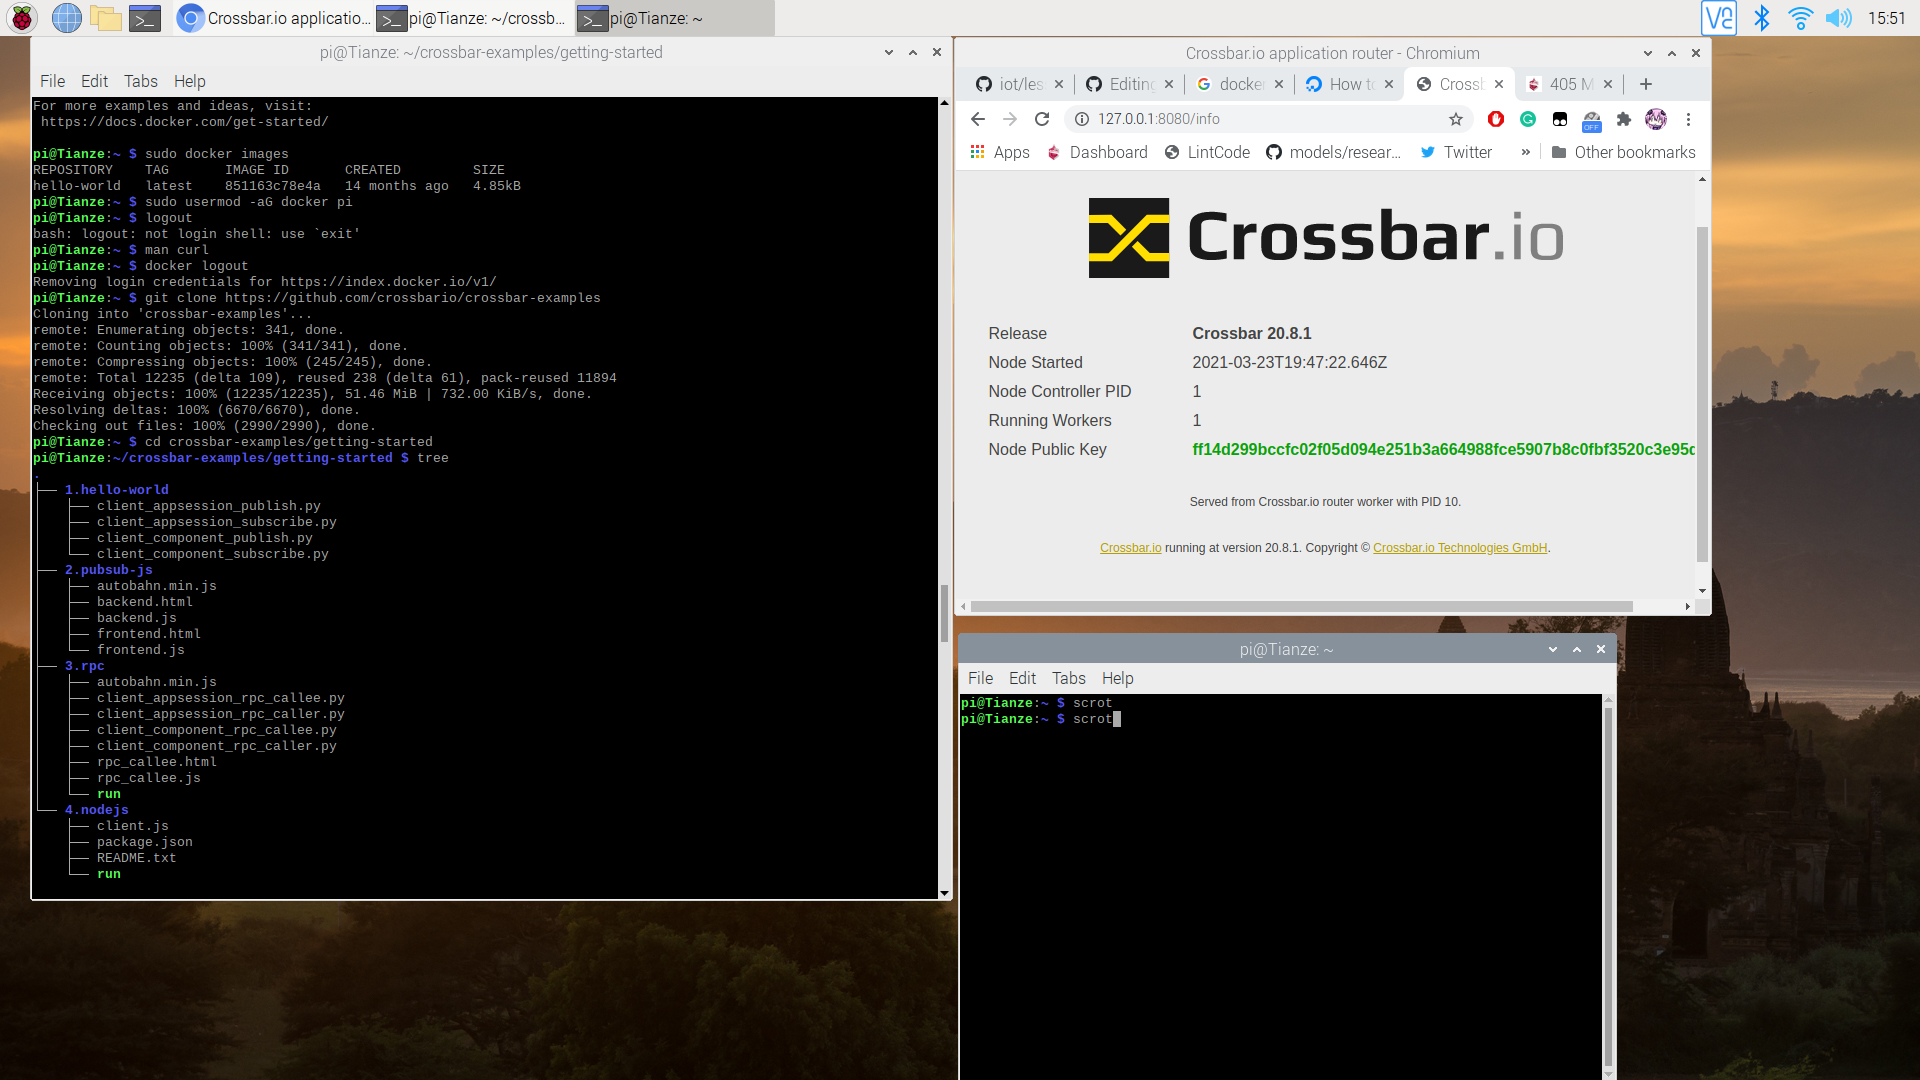 Crossbar.io applicatio...
pi@Tianze: ~/crossb...
pi@Tianze: ~
15:51
pi@Tianze: ~/crossbar-examples/getting-started
File Edit Tabs Help
For more examples and ideas, visit:
https://docs.docker.com/get-started/
pi@Tianze:~ $ sudo docker images
REPOSITORY TAG IMAGE ID CREATED SIZE
hello-world latest 851163c78e4a 14 months ago 4.85kB
pi@Tianze:~ $ sudo usermod -aG docker pi
pi@Tianze:~ $ logout
bash: logout: not login shell: use `exit'
pi@Tianze:~ $ man curl
pi@Tianze:~ $ docker logout
Removing login credentials for https://index.docker.io/v1/
pi@Tianze:~ $ git clone https://github.com/crossbario/crossbar-examples
Cloning into 'crossbar-examples'...
remote: Enumerating objects: 341, done.
remote: Counting objects: 100% (341/341), done.
remote: Compressing objects: 100% (245/245), done.
remote: Total 12235 (delta 109), reused 238 (delta 61), pack-reused 11894
Receiving objects: 100% (12235/12235), 51.46 MiB | 732.00 KiB/s, done.
Resolving deltas: 100% (6670/6670), done.
Checking out files: 100% (2990/2990), done.
pi@Tianze:~ $ cd crossbar-examples/getting-started
pi@Tianze:~/crossbar-examples/getting-started $ tree
.
├── 1.hello-world
│   ├── client_appsession_publish.py
│   ├── client_appsession_subscribe.py
│   ├── client_component_publish.py
│   └── client_component_subscribe.py
├── 2.pubsub-js
│   ├── autobahn.min.js
│   ├── backend.html
│   ├── backend.js
│   ├── frontend.html
│   └── frontend.js
├── 3.rpc
│   ├── autobahn.min.js
│   ├── client_appsession_rpc_callee.py
│   ├── client_appsession_rpc_caller.py
│   ├── client_component_rpc_callee.py
│   ├── client_component_rpc_caller.py
│   ├── rpc_callee.html
│   ├── rpc_callee.js
│   └── run
└── 4.nodejs
    ├── client.js
    ├── package.json
    ├── README.txt
    └── run
Crossbar.io application router - Chromium
iot/les
Editing
docker
How to
Crossb
405 M
127.0.0.1:8080/info
OFF
Apps Dashboard LintCode models/resear... Twitter » Other bookmarks
Crossbar.io
Release Crossbar 20.8.1
Node Started 2021-03-23T19:47:22.646Z
Node Controller PID 1
Running Workers 1
Node Public Key ff14d299bccfc02f05d094e251b3a664988fce5907b8c0fbf3520c3e95c
Served from Crossbar.io router worker with PID 10.
Crossbar.io running at version 20.8.1. Copyright © Crossbar.io Technologies GmbH.
pi@Tianze: ~
File Edit Tabs Help
pi@Tianze:~ $ scrot
pi@Tianze:~ $ scrot